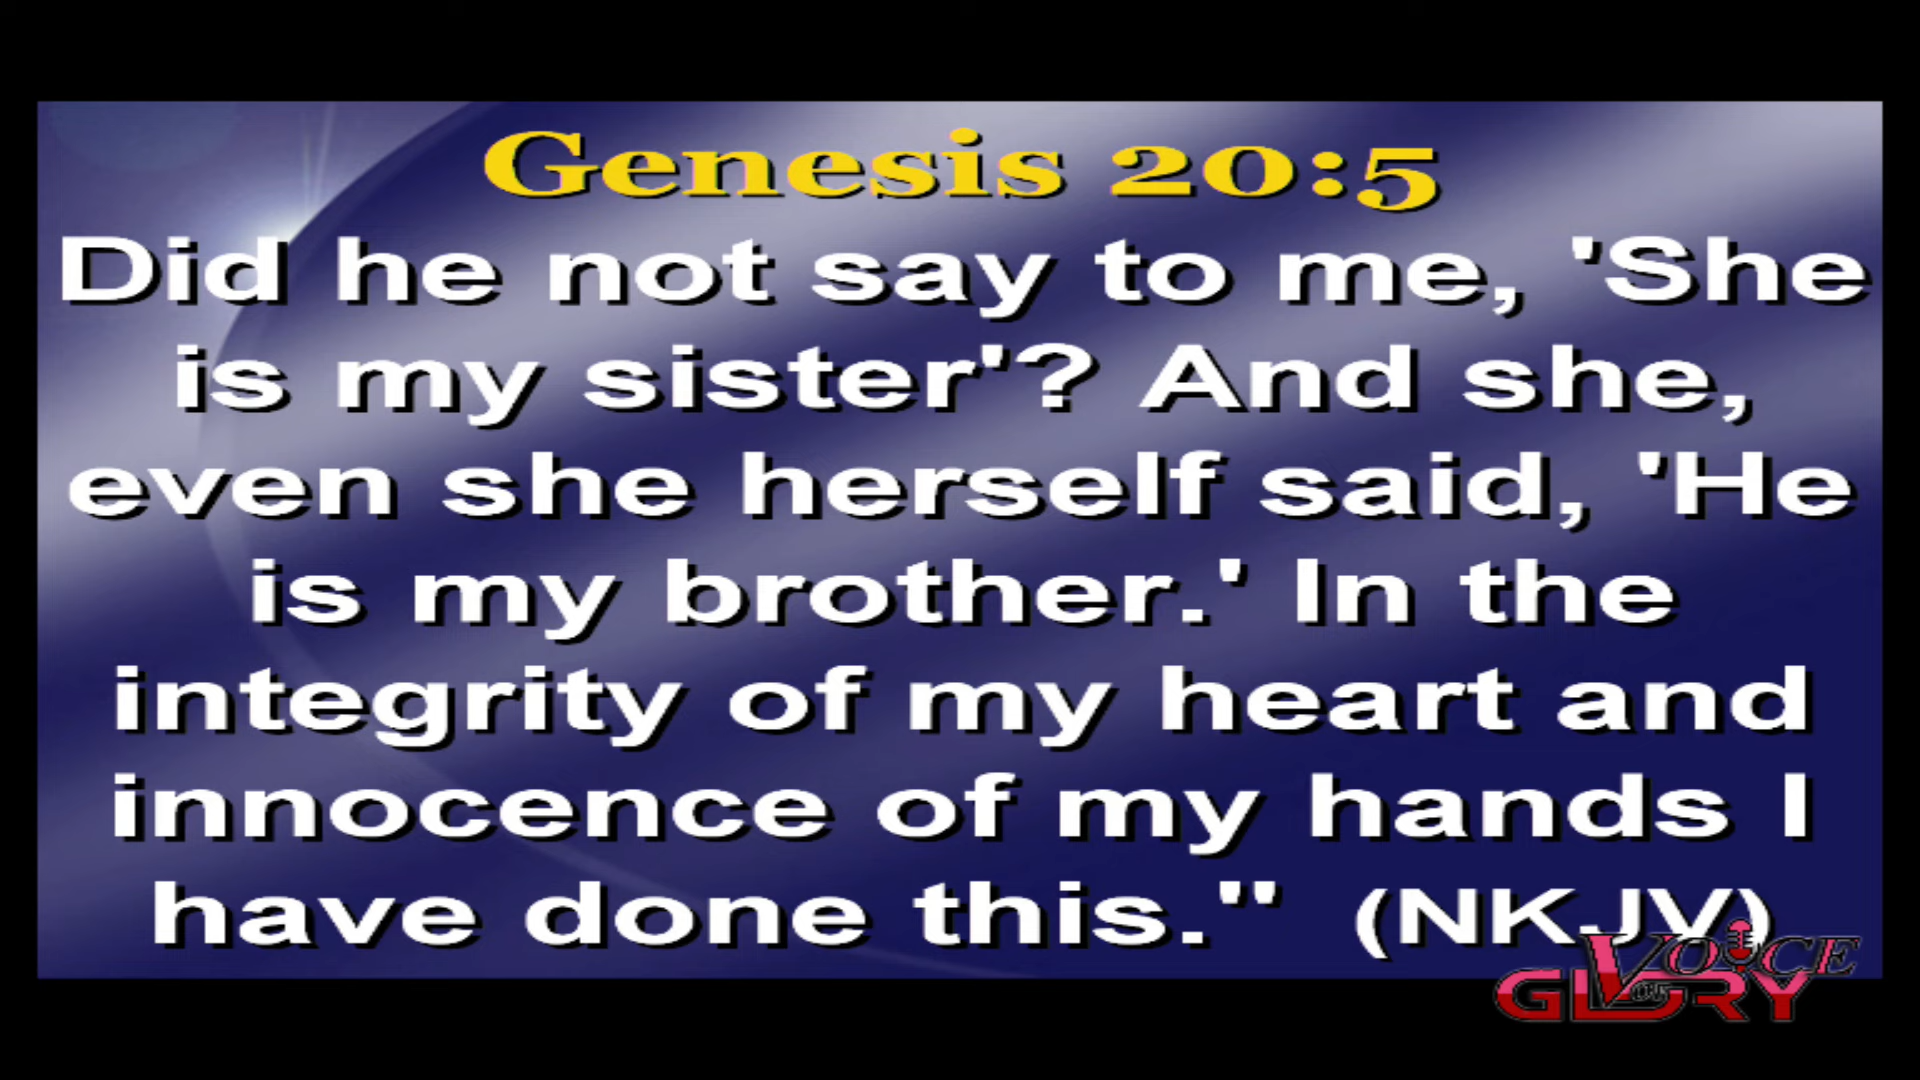 Genesis 20:5
Did he not say to me, 'She
is my sister'? And she,
even she herself said, 'He
is my brother.' In the
integrity of my heart and
innocence of my hands I
have done this." (NKJV)
VOICE
OF
GLORY